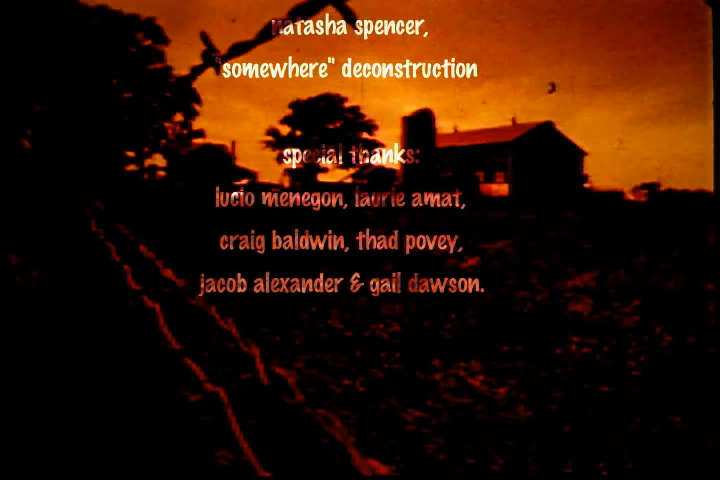 natasha spencer,
"somewhere" deconstruction
special thanks:
lucio menegon, laurie amat,
craig baldwin, thad povey,
jacob alexander & gail dawson.